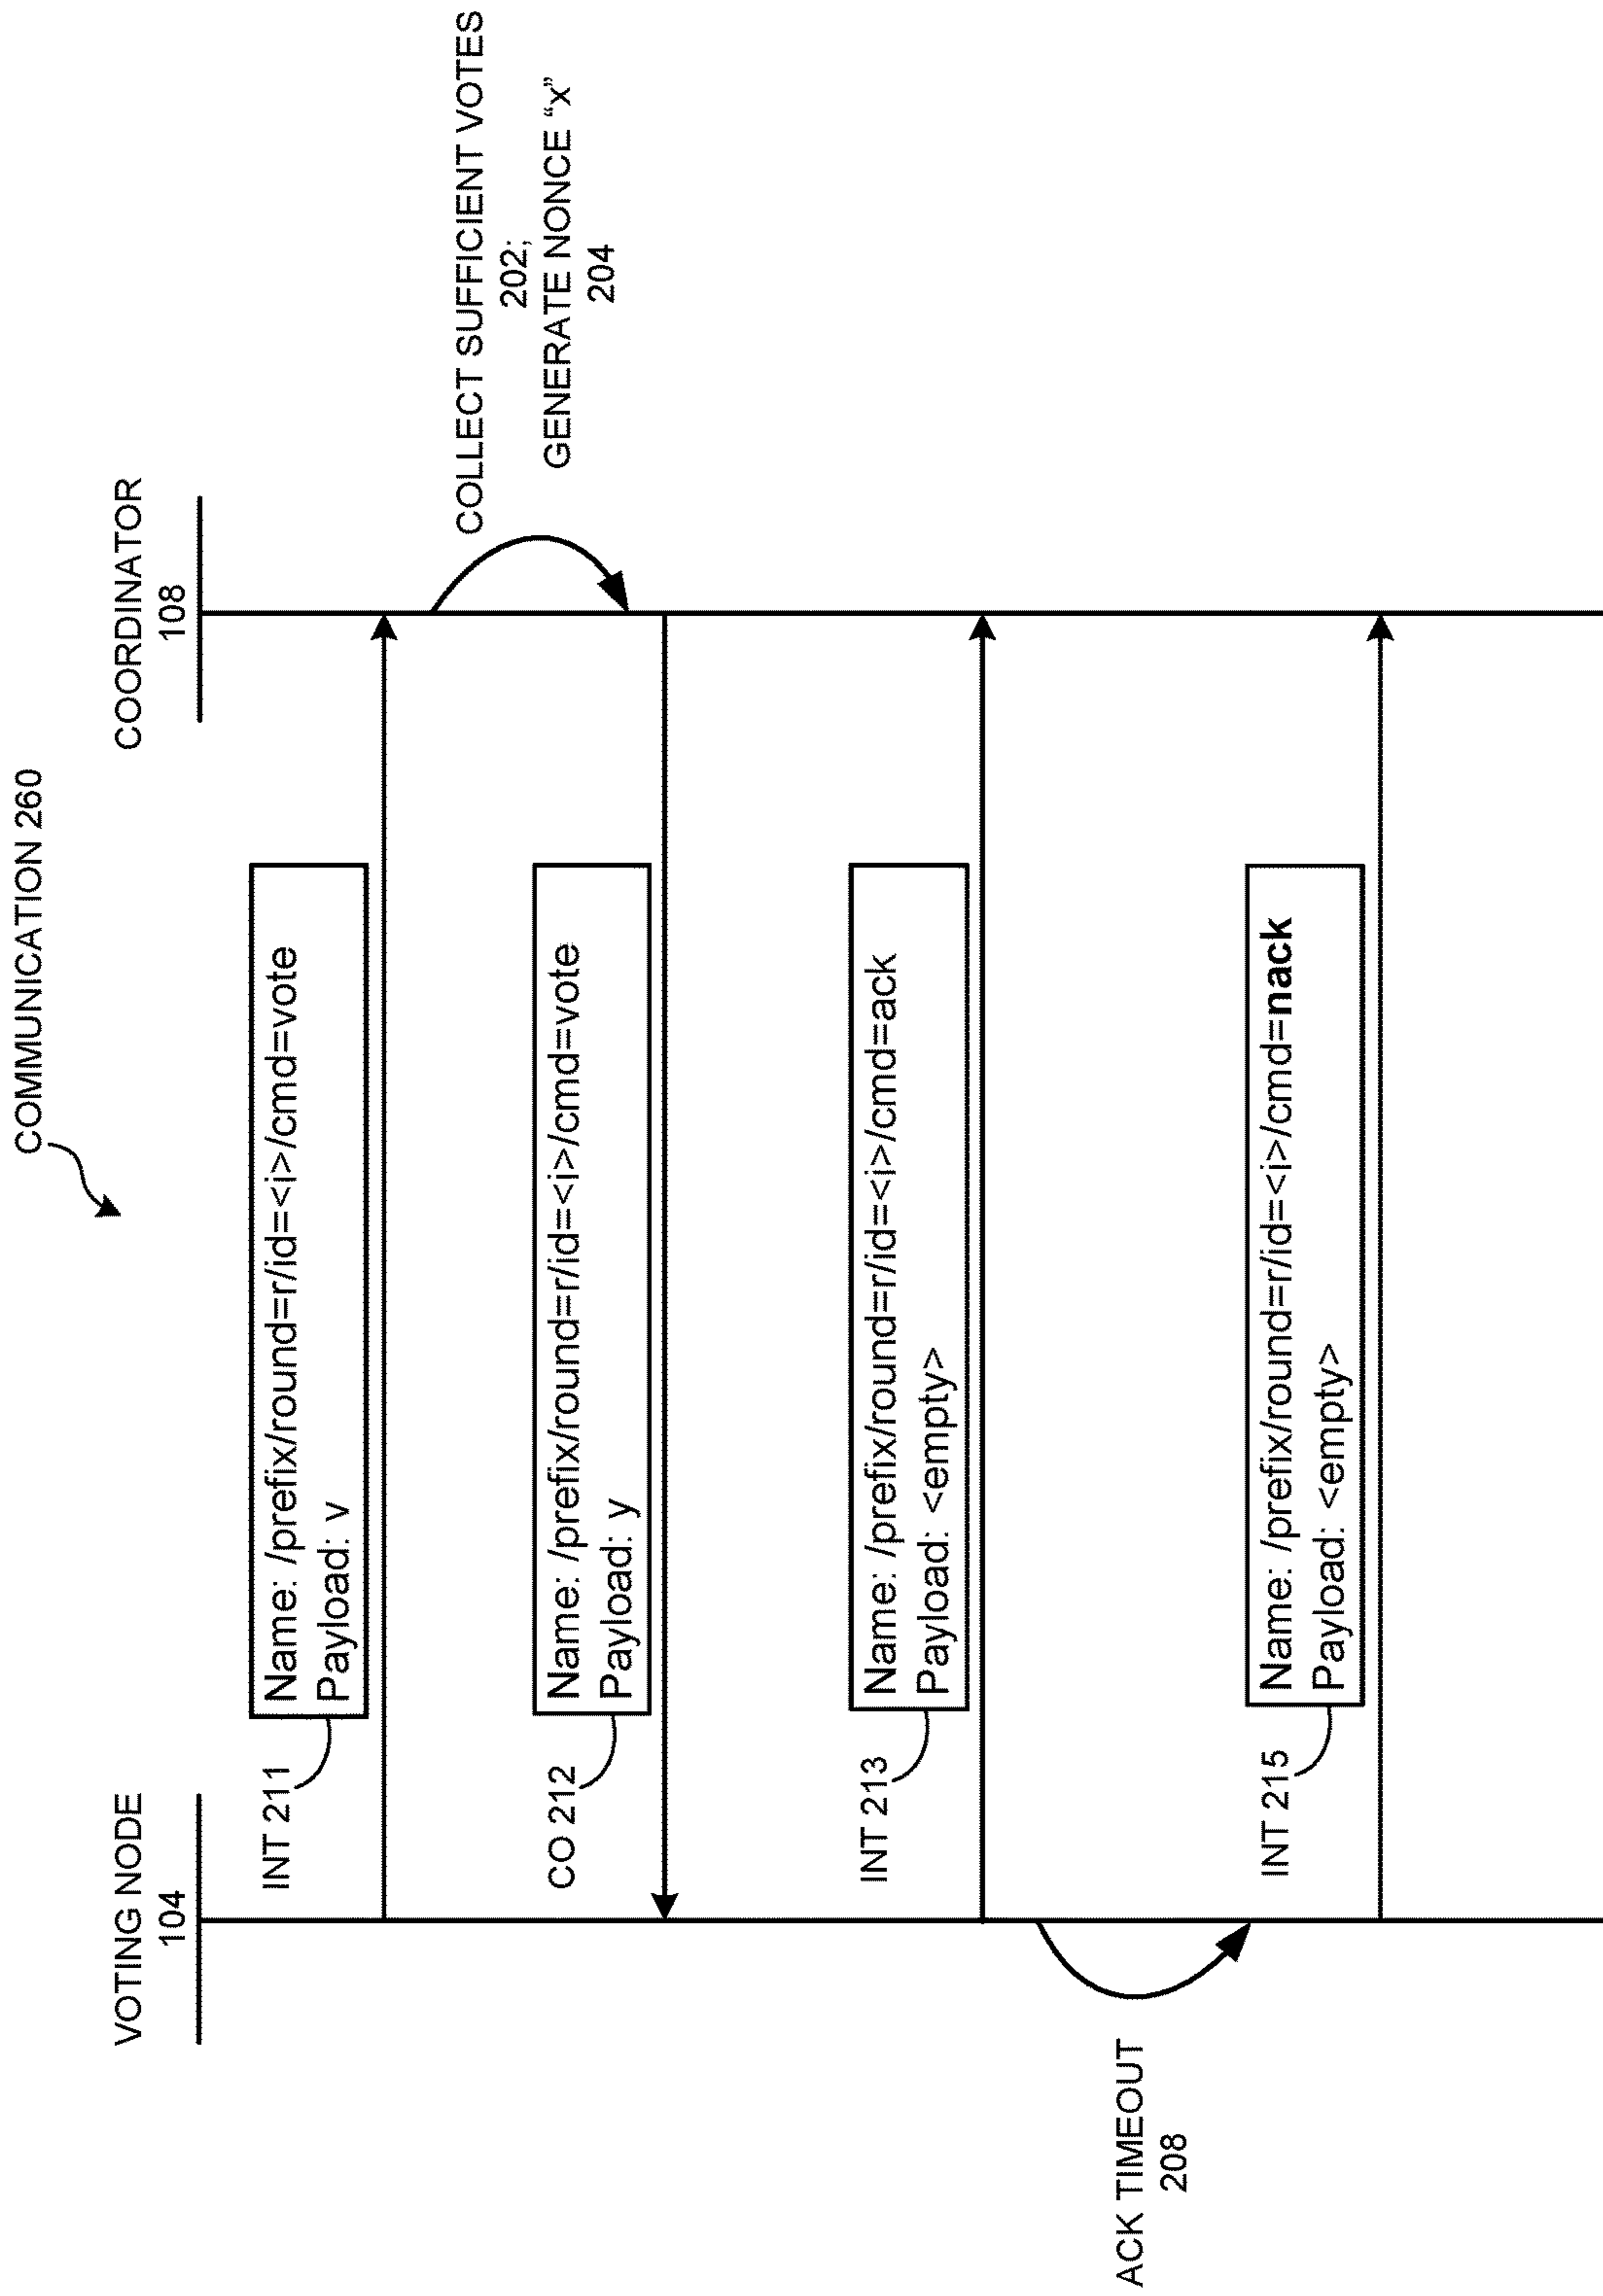 COMMUNICATION 260
VOTING NODE
104
COORDINATOR
108
INT 211
Name: /prefix/round=r/id=<i>/cmd=vote
Payload: v
COLLECT SUFFICIENT VOTES
202;
GENERATE NONCE “x”
204
CO 212
Name: /prefix/round=r/id=<i>/cmd=vote
Payload: y
INT 213
Name: /prefix/round=r/id=<i>/cmd=ack
Payload: <empty>
ACK TIMEOUT
208
INT 215
Name: /prefix/round=r/id=<i>/cmd=nack
Payload: <empty>